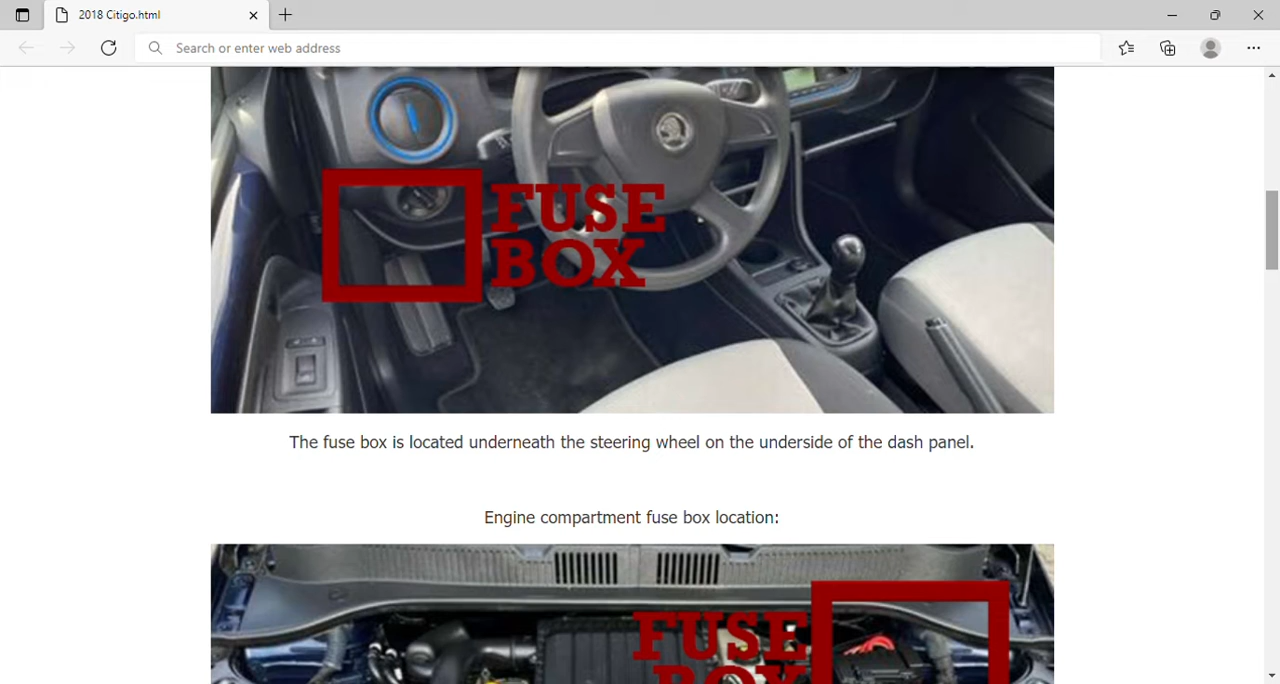 2018 Citigo.html
Search or enter web address
FUSE
BOX
The fuse box is located underneath the steering wheel on the underside of the dash panel.
Engine compartment fuse box location:
FUSE
BOX